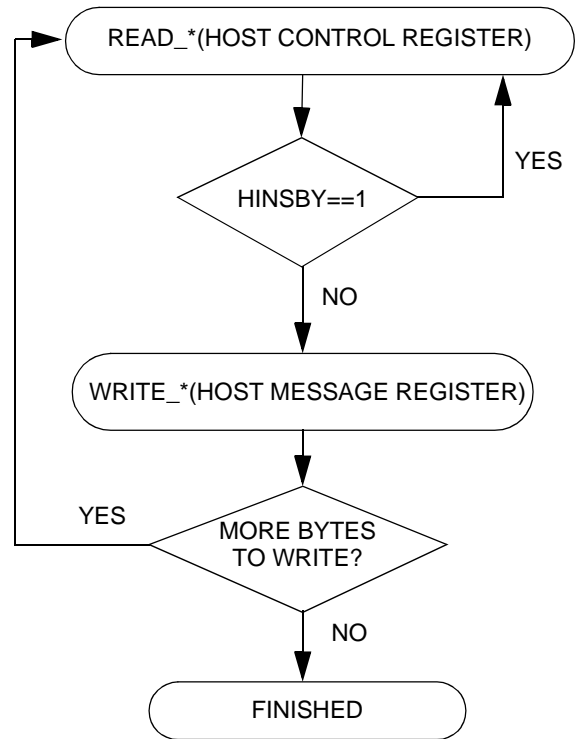 READ_*(HOST CONTROL REGISTER)
YES
HINSBY==1
NO
WRITE_*(HOST MESSAGE REGISTER)
YES
MORE BYTES
TO WRITE?
NO
FINISHED